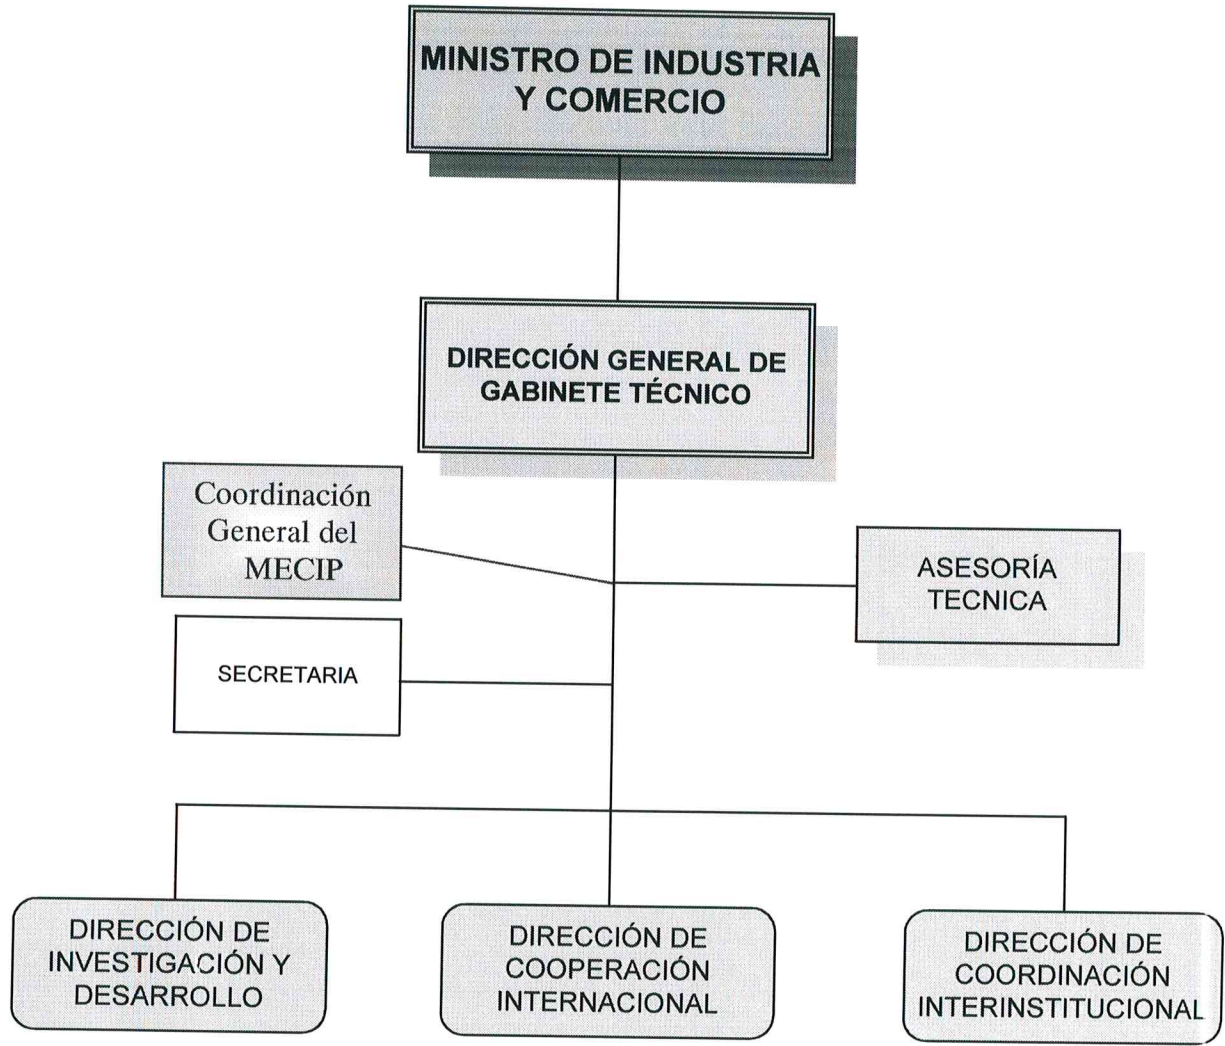 MINISTRO DE INDUSTRIA
Y COMERCIO
DIRECCIÓN GENERAL DE
GABINETE TÉCNICO
Coordinación
General del
MECIP
ASESORÍA
TECNICA
SECRETARIA
DIRECCIÓN DE
INVESTIGACIÓN Y
DESARROLLO
DIRECCIÓN DE
COOPERACIÓN
INTERNACIONAL
DIRECCIÓN DE
COORDINACIÓN
INTERINSTITUCIONAL